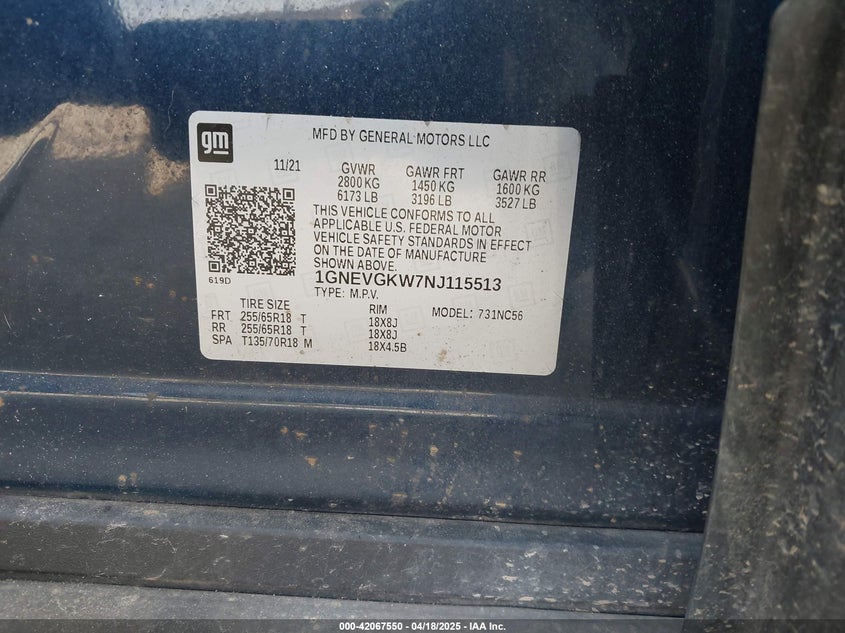 gm
MFD BY GENERAL MOTORS LLC
11/21 GVWR GAWR FRT GAWR RR
2800 KG 1450 KG 1600 KG
6173 LB 3196 LB 3527 LB
THIS VEHICLE CONFORMS TO ALL
APPLICABLE U.S. FEDERAL MOTOR
VEHICLE SAFETY STANDARDS IN EFFECT
ON THE DATE OF MANUFACTURE
SHOWN ABOVE.
619D 1GNEVGKW7NJ115513
TYPE: M.P.V.
TIRE SIZE RIM MODEL: 731NC56
FRT 255/65R18 T 18X8J
RR 255/65R18 T 18X8J
SPA T135/70R18 M 18X4.5B
000-42067550 - 04/18/2025 - IAA Inc.